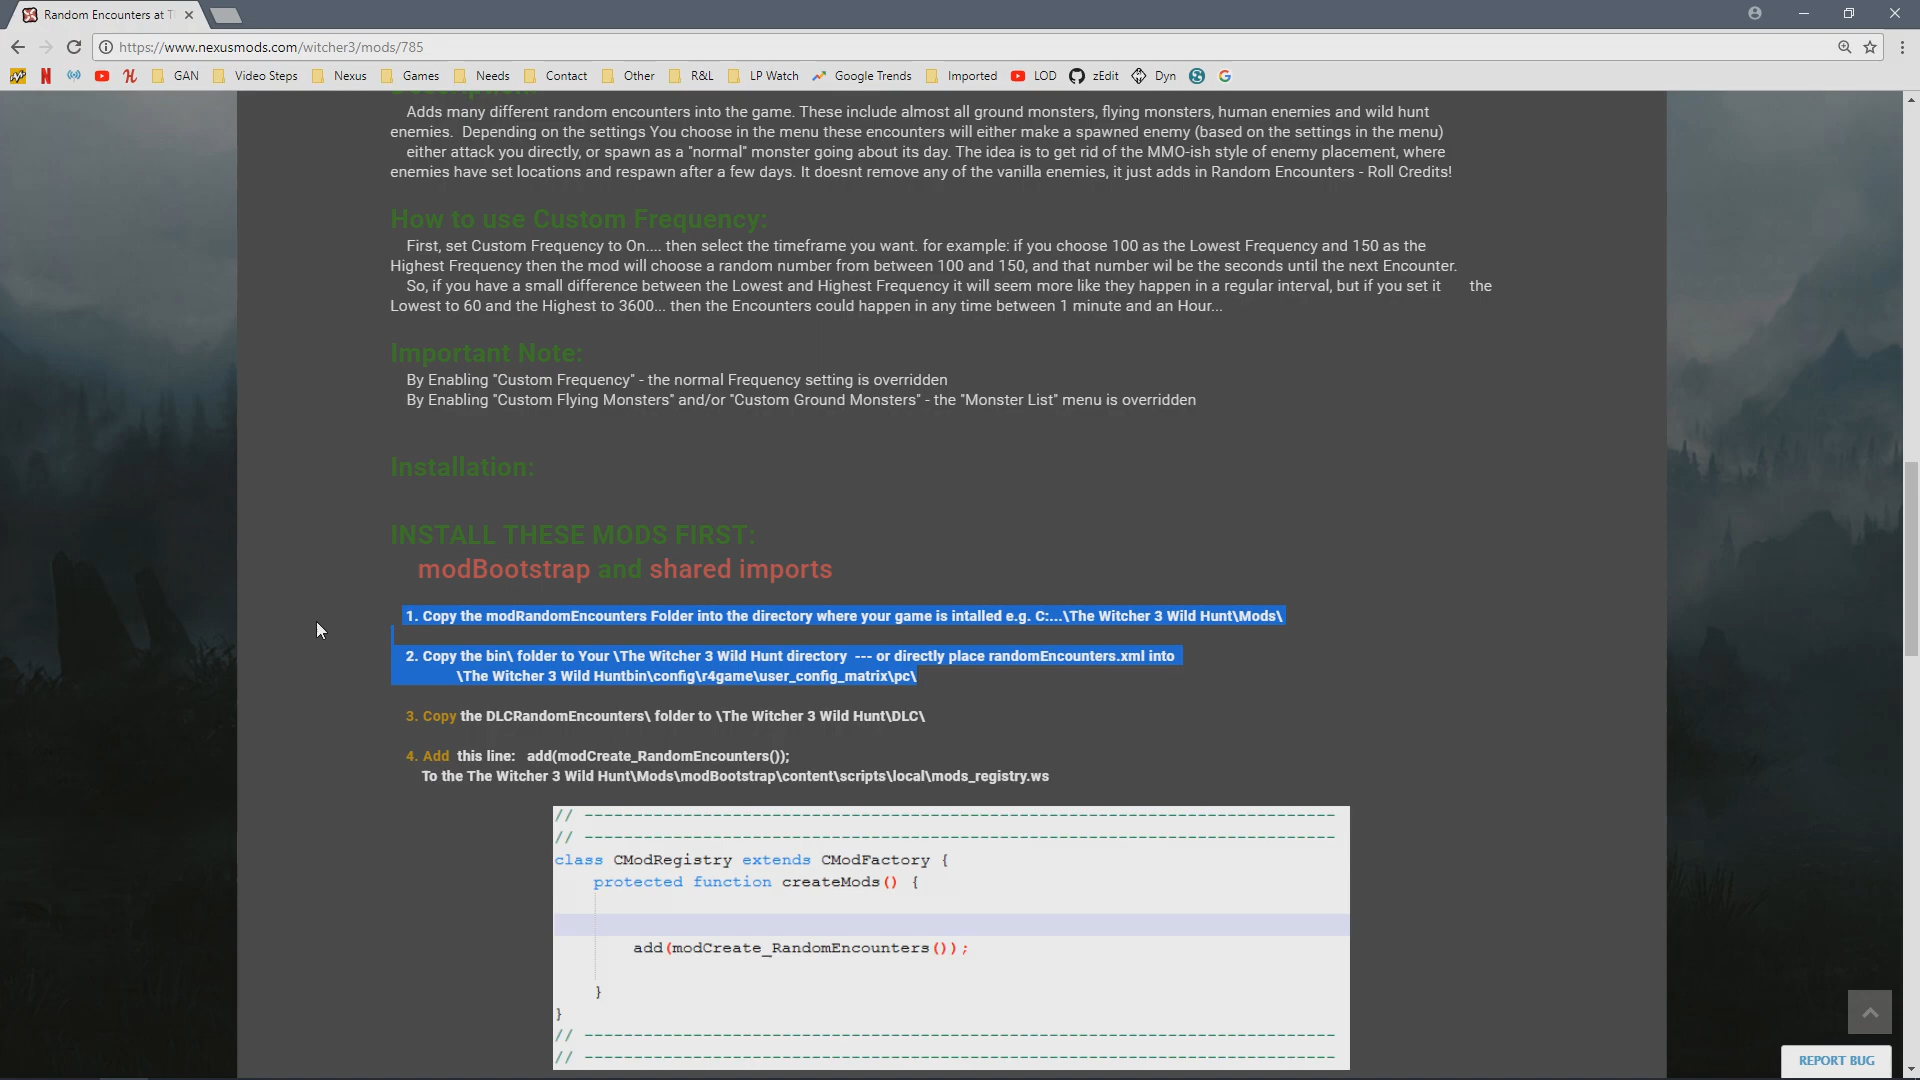 Random Encounters at T
https://www.nexusmods.com/witcher3/mods/785
GAN Video Steps Nexus Games Needs Contact Other R&L LP Watch Google Trends Imported LOD zEdit Dyn
Description:
Adds many different random encounters into the game. These include almost all ground monsters, flying monsters, human enemies and wild hunt
enemies. Depending on the settings You choose in the menu these encounters will either make a spawned enemy (based on the settings in the menu)
either attack you directly, or spawn as a "normal" monster going about its day. The idea is to get rid of the MMO-ish style of enemy placement, where
enemies have set locations and respawn after a few days. It doesnt remove any of the vanilla enemies, it just adds in Random Encounters - Roll Credits!
How to use Custom Frequency:
First, set Custom Frequency to On.... then select the timeframe you want. for example: if you choose 100 as the Lowest Frequency and 150 as the
Highest Frequency then the mod will choose a random number from between 100 and 150, and that number wil be the seconds until the next Encounter.
So, if you have a small difference between the Lowest and Highest Frequency it will seem more like they happen in a regular interval, but if you set it the
Lowest to 60 and the Highest to 3600... then the Encounters could happen in any time between 1 minute and an Hour...
Important Note:
By Enabling "Custom Frequency" - the normal Frequency setting is overridden
By Enabling "Custom Flying Monsters" and/or "Custom Ground Monsters" - the "Monster List" menu is overridden
Installation:
INSTALL THESE MODS FIRST:
modBootstrap and shared imports
1. Copy the modRandomEncounters Folder into the directory where your game is intalled e.g. C:...\The Witcher 3 Wild Hunt\Mods\
2. Copy the bin\ folder to Your \The Witcher 3 Wild Hunt directory --- or directly place randomEncounters.xml into
\The Witcher 3 Wild Huntbin\config\r4game\user_config_matrix\pc\
3. Copy the DLCRandomEncounters\ folder to \The Witcher 3 Wild Hunt\DLC\
4. Add this line: add(modCreate_RandomEncounters());
To the The Witcher 3 Wild Hunt\Mods\modBootstrap\content\scripts\local\mods_registry.ws
// ----------------------------------------------------------------------------
// ----------------------------------------------------------------------------
class CModRegistry extends CModFactory {
protected function createMods() {
add(modCreate_RandomEncounters());
}
}
// ----------------------------------------------------------------------------
// ----------------------------------------------------------------------------
REPORT BUG